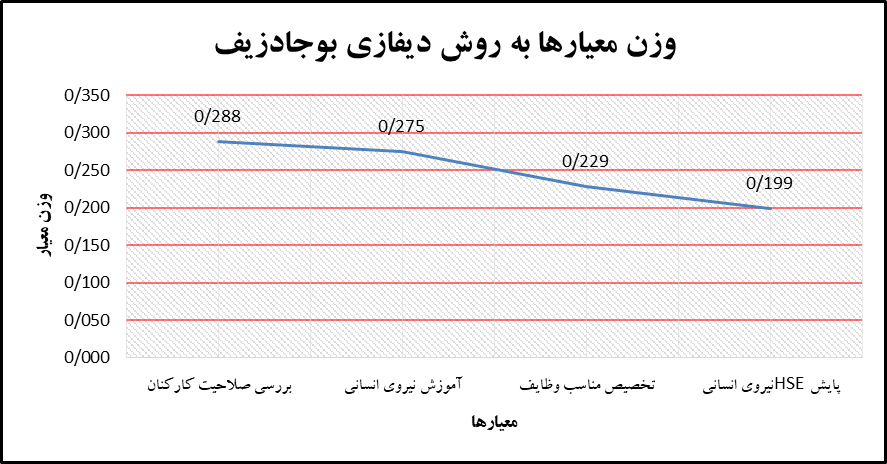 وزن معیارها به روش دیفازی بوجادزیف
0/350
0/300
0/250
0/200
0/150
0/100
0/050
0/000
وزن معیار
0/288
0/275
0/229
0/199
بررسی صلاحیت کارکنان
آموزش نیروی انسانی
تخصیص مناسب وظایف
پایش HSEنیروی انسانی
معیارها